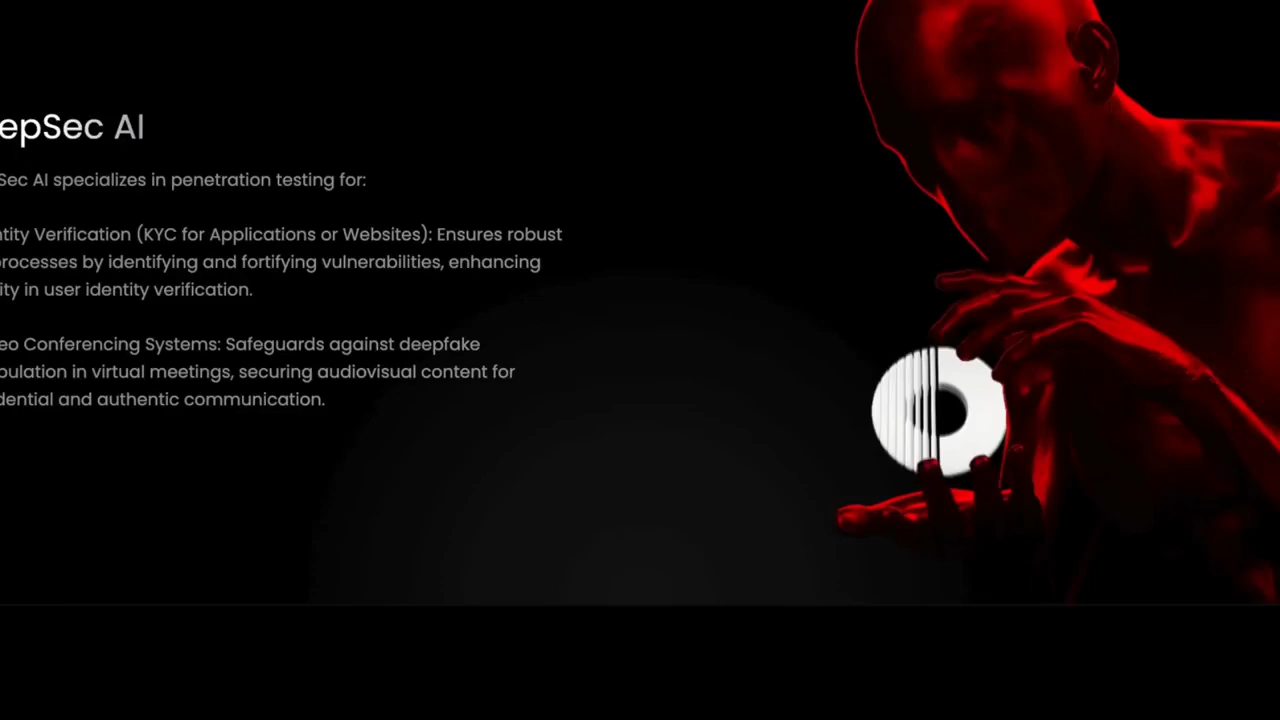 epSec AI
Sec AI specializes in penetration testing for:
ntity Verification (KYC for Applications or Websites): Ensures robust
processes by identifying and fortifying vulnerabilities, enhancing
ity in user identity verification.
eo Conferencing Systems: Safeguards against deepfake
pulation in virtual meetings, securing audiovisual content for
dential and authentic communication.